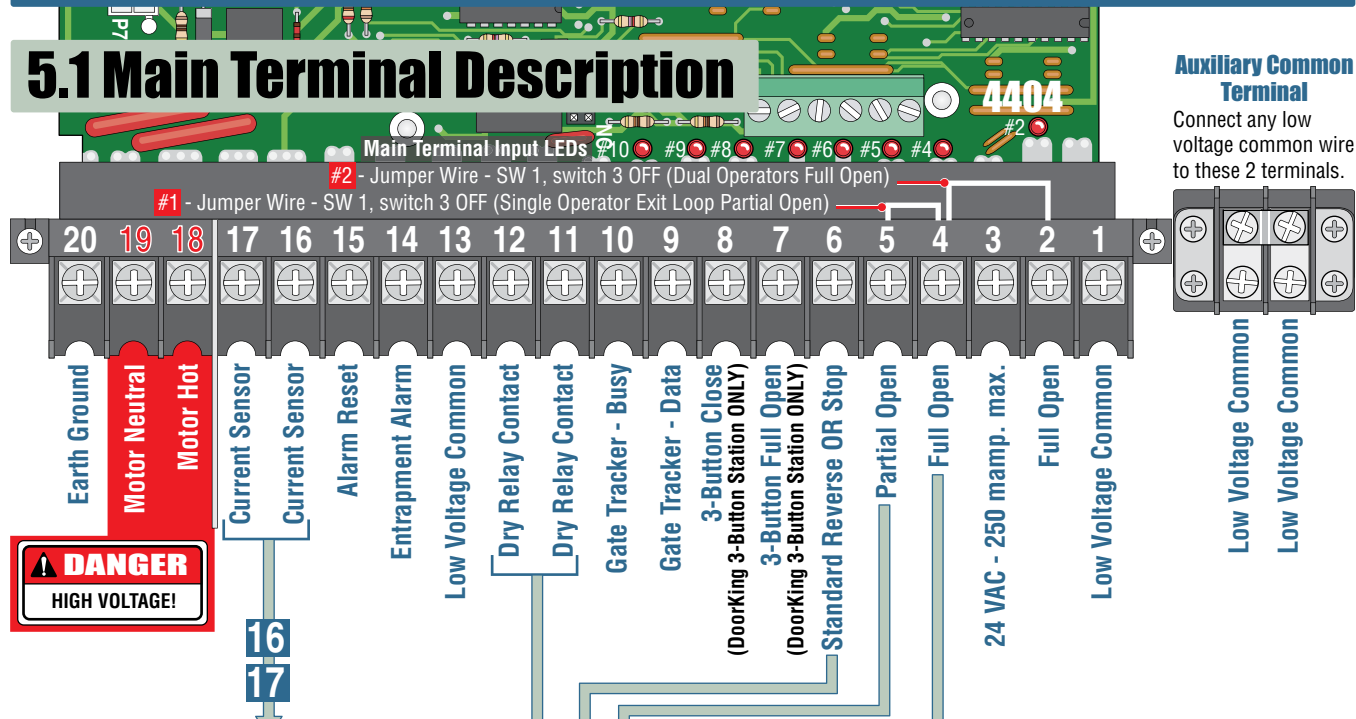 P7
5.1 Main Terminal Description
4404
Auxiliary Common
Terminal
Connect any low
voltage common wire
to these 2 terminals.
Main Terminal Input LEDs
#10 #9 #8 #7 #6 #5 #4 #2
#2 - Jumper Wire - SW 1, switch 3 OFF (Dual Operators Full Open)
#1 - Jumper Wire - SW 1, switch 3 OFF (Single Operator Exit Loop Partial Open)
20 19 18 17 16 15 14 13 12 11 10 9 8 7 6 5 4 3 2 1
Earth Ground
Motor Neutral
Motor Hot
Current Sensor
Current Sensor
Alarm Reset
Entrapment Alarm
Low Voltage Common
Dry Relay Contact
Dry Relay Contact
Gate Tracker - Busy
Gate Tracker - Data
3-Button Close
(DoorKing 3-Button Station ONLY)
3-Button Full Open
(DoorKing 3-Button Station ONLY)
Standard Reverse OR Stop
Partial Open
Full Open
24 VAC - 250 mamp. max.
Full Open
Low Voltage Common
Low Voltage Common
Low Voltage Common
DANGER
HIGH VOLTAGE!
16
17